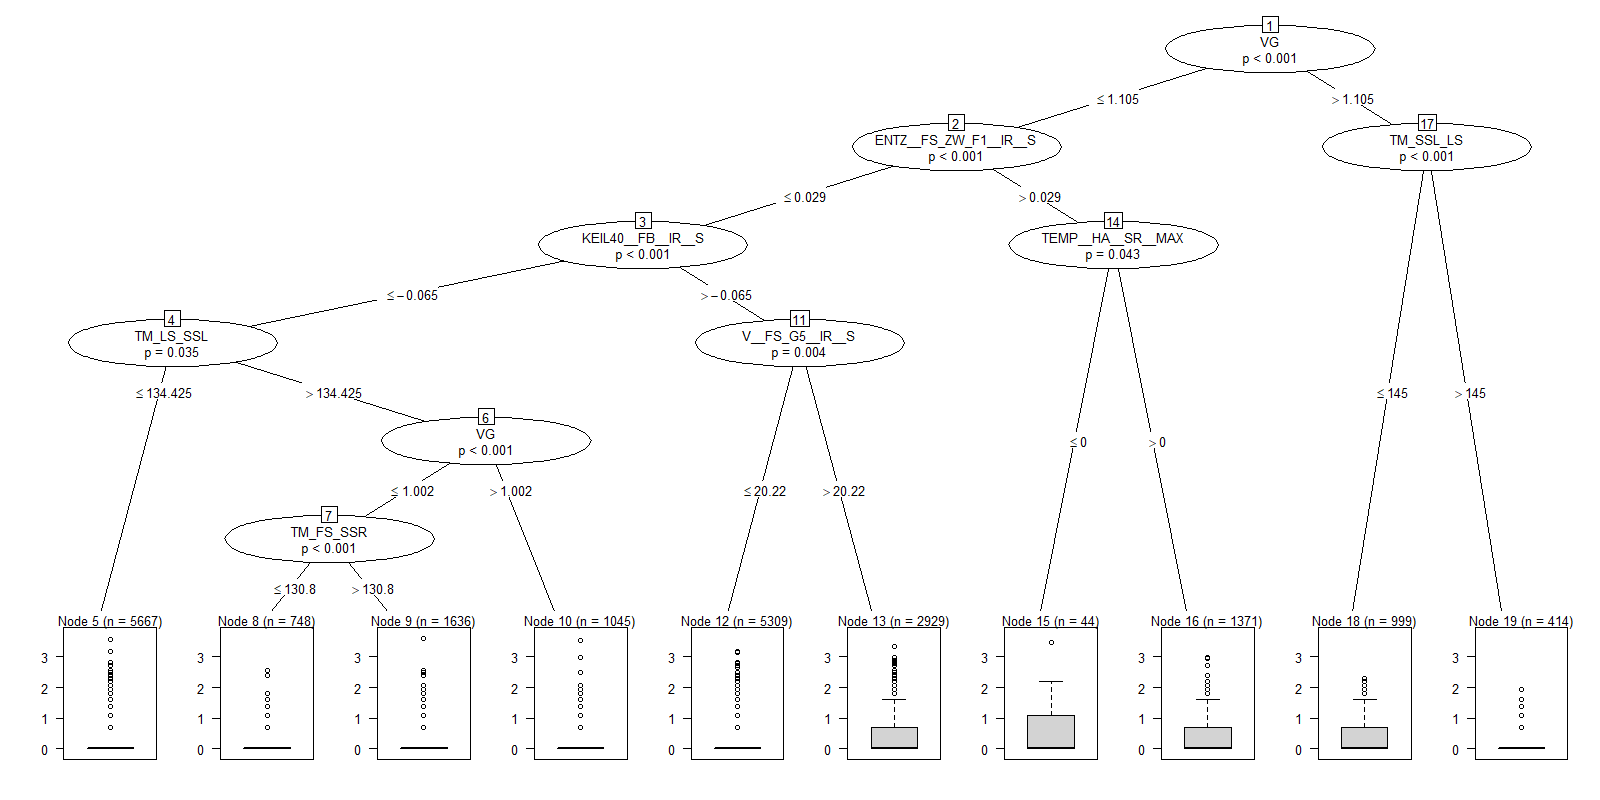 1
VG
p < 0.001
≤ 1.105
> 1.105
2
ENTZ__FS_ZW_F1__IR__S
p < 0.001
17
TM_SSL_LS
p < 0.001
≤ 0.029
> 0.029
3
KEIL40__FB__IR__S
p < 0.001
14
TEMP__HA__SR__MAX
p = 0.043
≤ −0.065
> −0.065
4
TM_LS_SSL
p = 0.035
11
V__FS_G5__IR__S
p = 0.004
≤ 134.425
> 134.425
≤ 145
> 145
6
VG
p < 0.001
≤ 0
> 0
≤ 1.002
> 1.002
≤ 20.22
> 20.22
7
TM_FS_SSR
p < 0.001
≤ 130.8
> 130.8
Node 5 (n = 5667)
0
1
2
3
Node 8 (n = 748)
0
1
2
3
Node 9 (n = 1636)
0
1
2
3
Node 10 (n = 1045)
0
1
2
3
Node 12 (n = 5309)
0
1
2
3
Node 13 (n = 2929)
0
1
2
3
Node 15 (n = 44)
0
1
2
3
Node 16 (n = 1371)
0
1
2
3
Node 18 (n = 999)
0
1
2
3
Node 19 (n = 414)
0
1
2
3